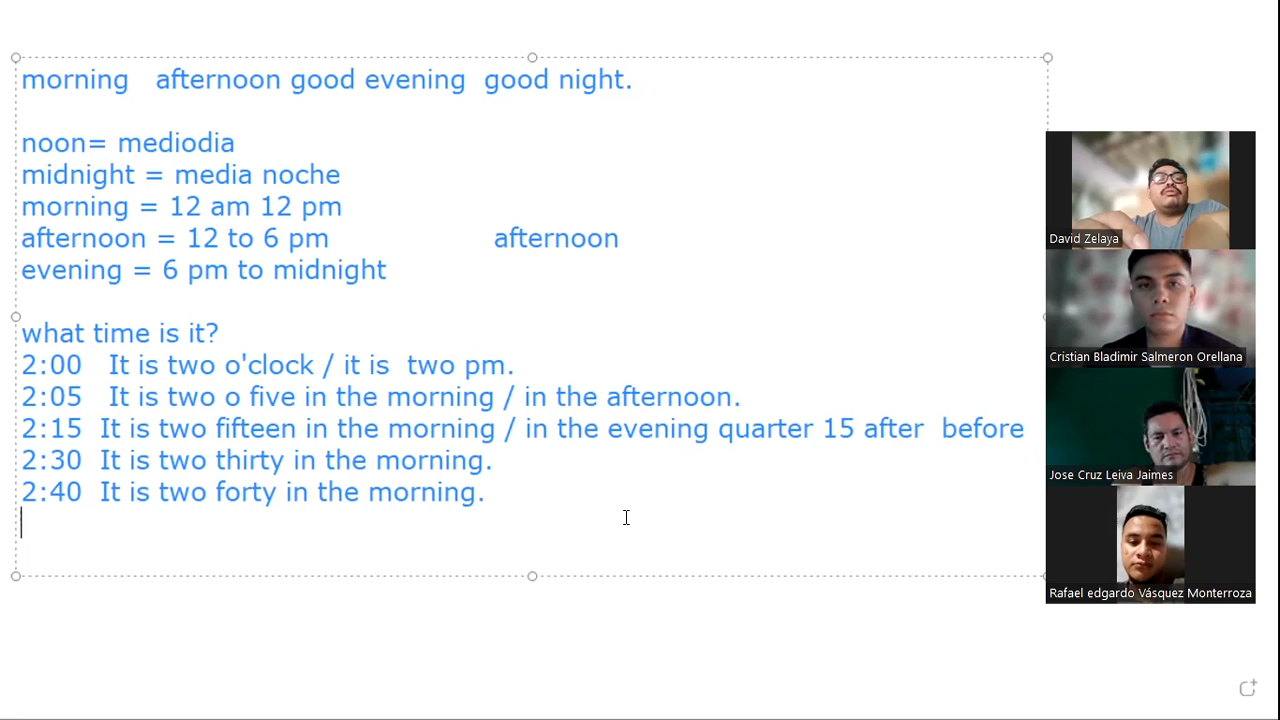 morning   afternoon good evening  good night.
noon= mediodia
midnight = media noche
morning = 12 am 12 pm
afternoon = 12 to 6 pm                    afternoon
evening = 6 pm to midnight
what time is it?
2:00   It is two o'clock / it is  two pm.
2:05   It is two o five in the morning / in the afternoon.
2:15  It is two fifteen in the morning / in the evening quarter 15 after  before
2:30  It is two thirty in the morning.
2:40  It is two forty in the morning.
David Zelaya
Cristian Bladimir Salmeron Orellana
Jose Cruz Leiva Jaimes
Rafael edgardo Vásquez Monterroza